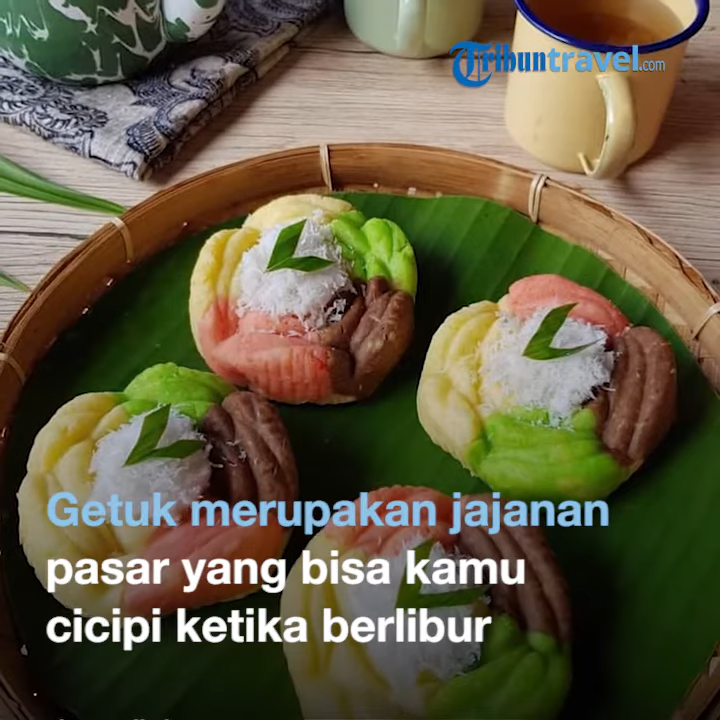 Tribuntravel.com
Getuk merupakan jajanan
pasar yang bisa kamu
cicipi ketika berlibur